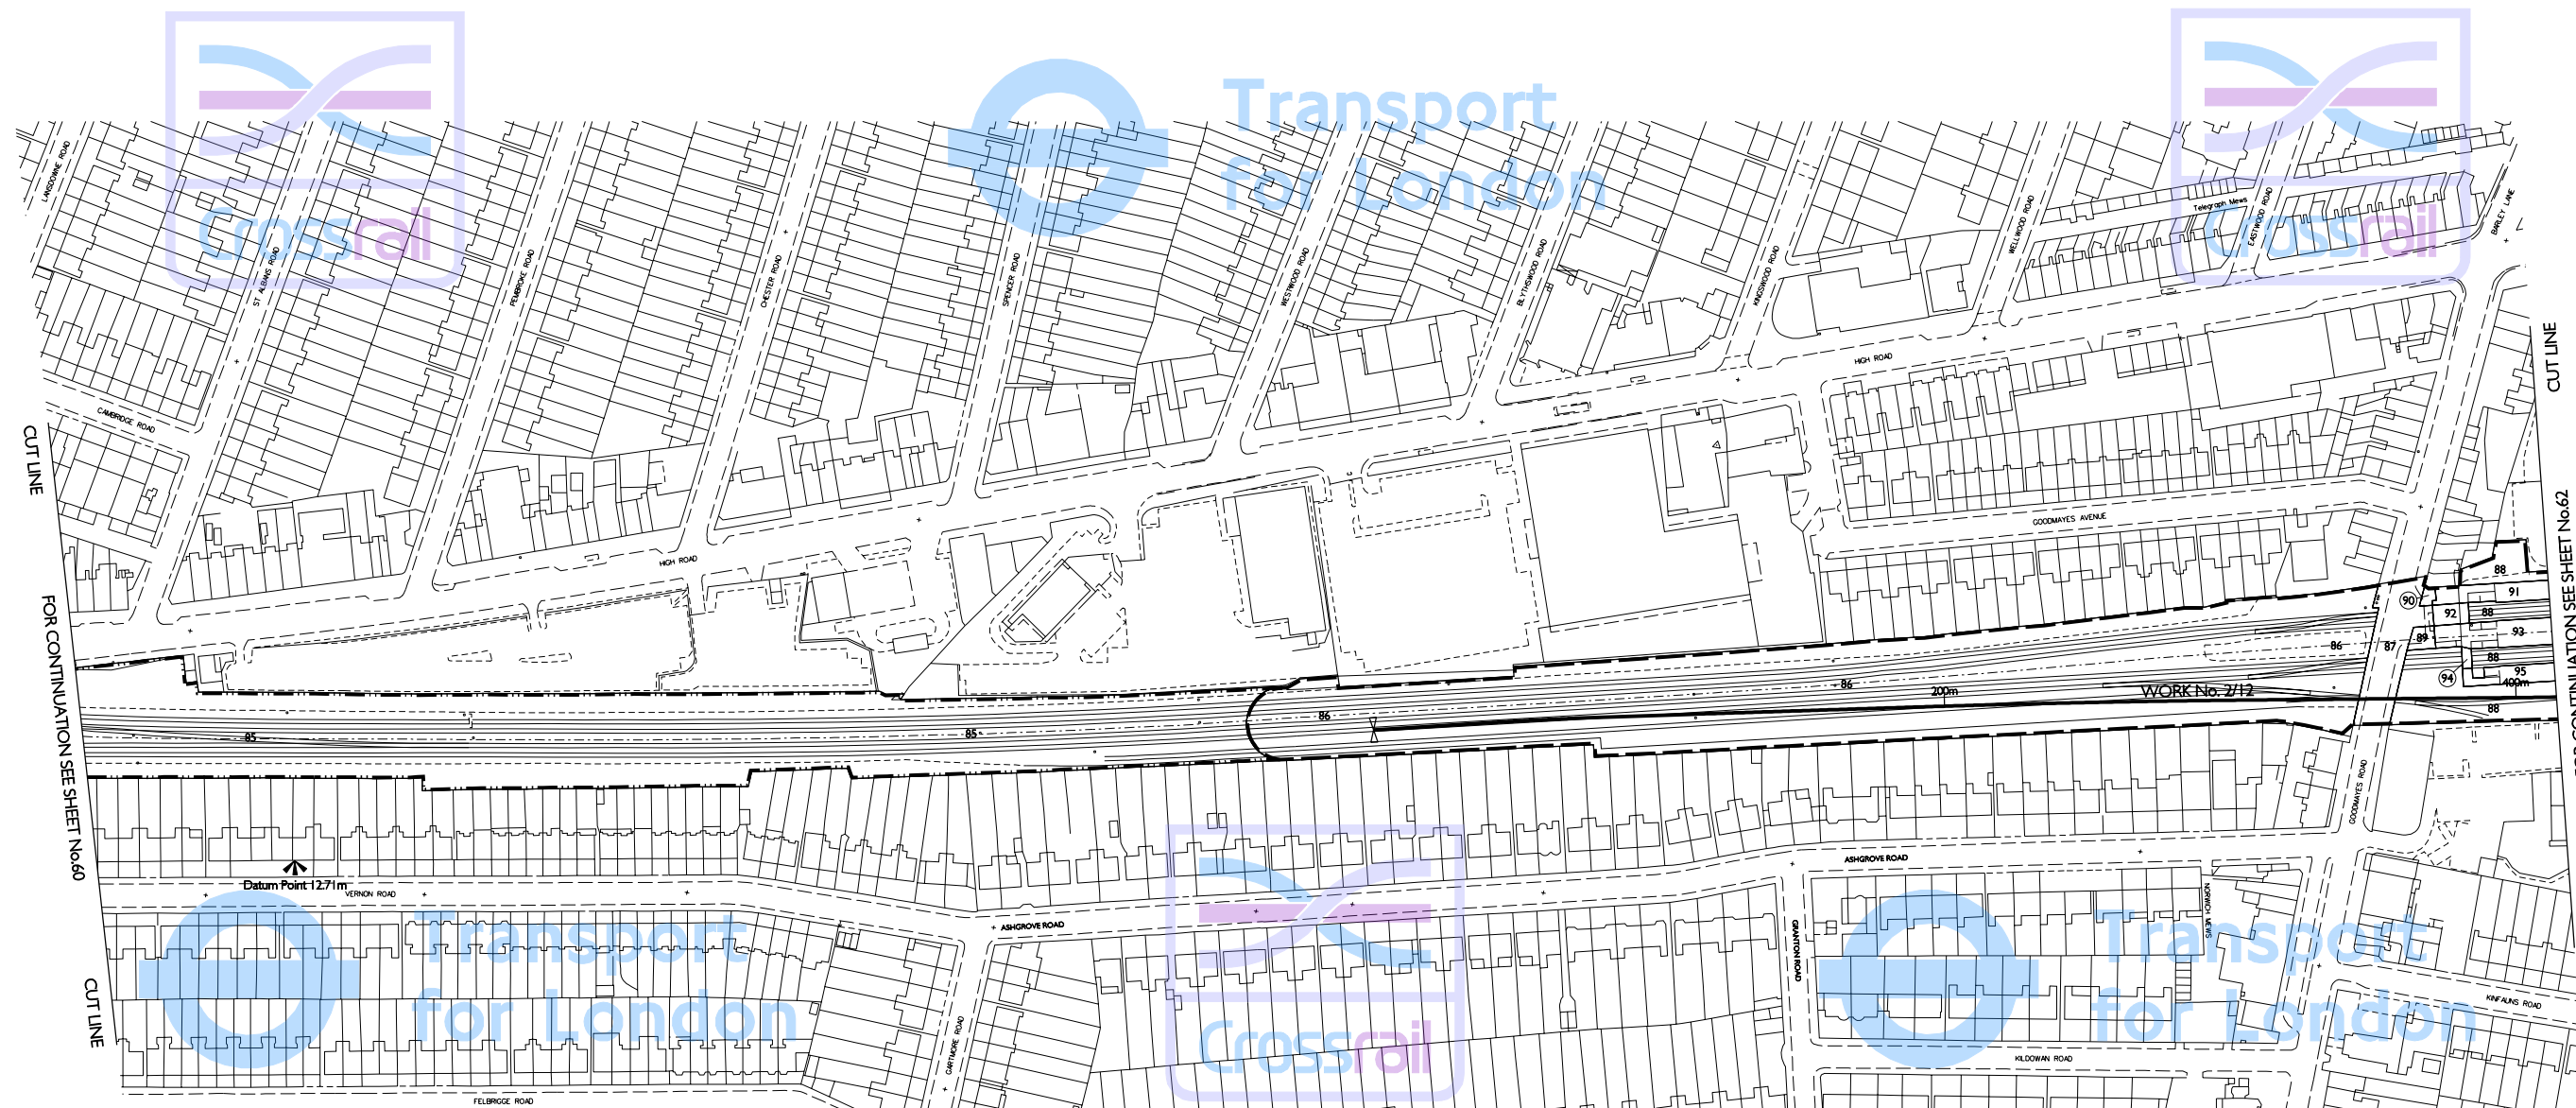 Crossrail
Transport
for London
Crossrail
LANSDOWNE ROAD
ST ALBANS ROAD
PEMBROKE ROAD
CHESTER ROAD
SPENCER ROAD
WESTWOOD ROAD
BLYTHSWOOD ROAD
KINGSWOOD ROAD
WELLWOOD ROAD
Telegraph Mews
EASTWOOD ROAD
BARLEY LANE
CAMBRIDGE ROAD
HIGH ROAD
CUT LINE
CUT LINE
GOODMAYES AVENUE
HIGH ROAD
FOR CONTINUATION SEE SHEET No.60
FOR CONTINUATION SEE SHEET No.62
88
91
90
92
88
93
89
86
87
88
95
94
400m
86
200m
WORK No. 2/12
88
86
85
85
GOODMAYES ROAD
ASHGROVE ROAD
Datum Point 12.71m
VERNON ROAD
ASHGROVE ROAD
GRANTON ROAD
NORWICH MEWS
Transport
for London
Crossrail
Transport
for London
CUT LINE
GARTMORE ROAD
KINFAUNS ROAD
KILDOWAN ROAD
FELBRIGGE ROAD